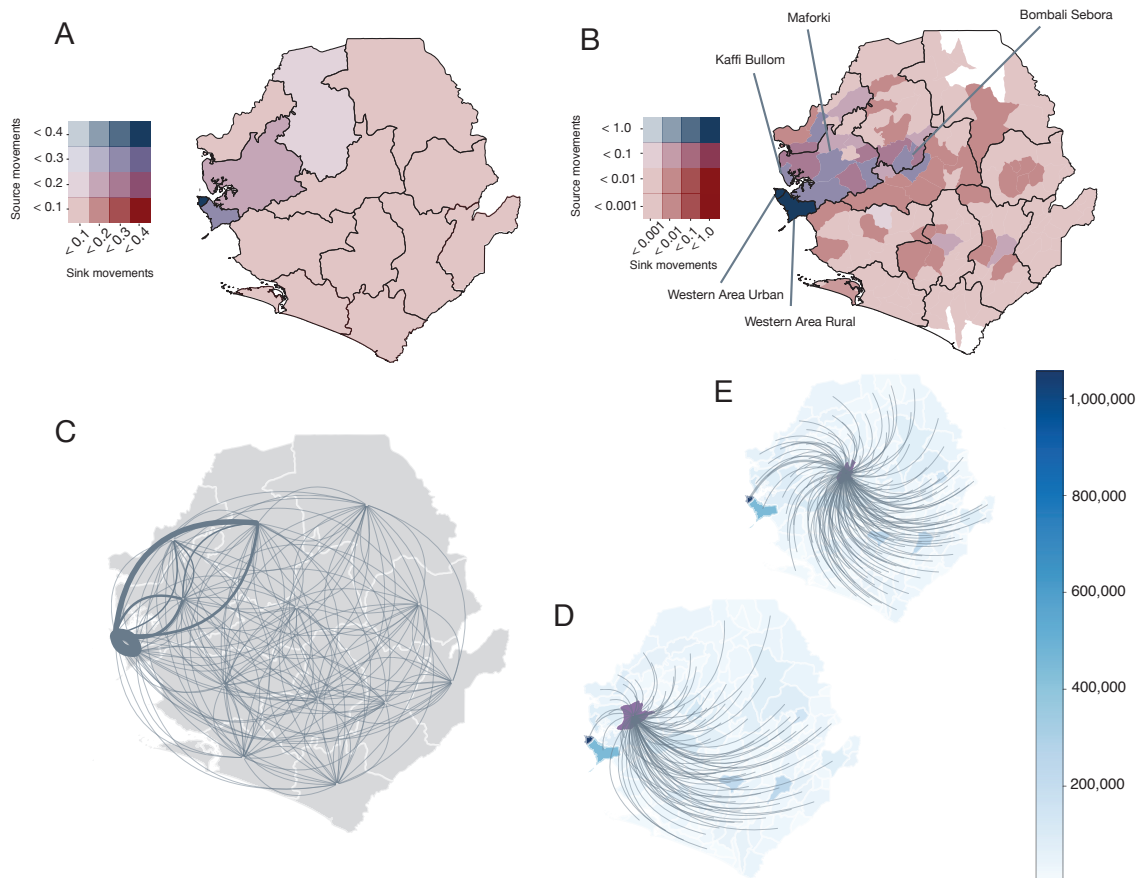 A
Source movements
< 0.4
< 0.3
< 0.2
< 0.1
< 0.1
< 0.2
< 0.3
< 0.4
Sink movements
B
Maforki
Bombali Sebora
Kaffi Bullom
Source movements
< 1.0
< 0.1
< 0.01
< 0.001
< 0.001
< 0.01
< 0.1
< 1.0
Sink movements
Western Area Urban
Western Area Rural
C
E
D
1,000,000
800,000
600,000
400,000
200,000